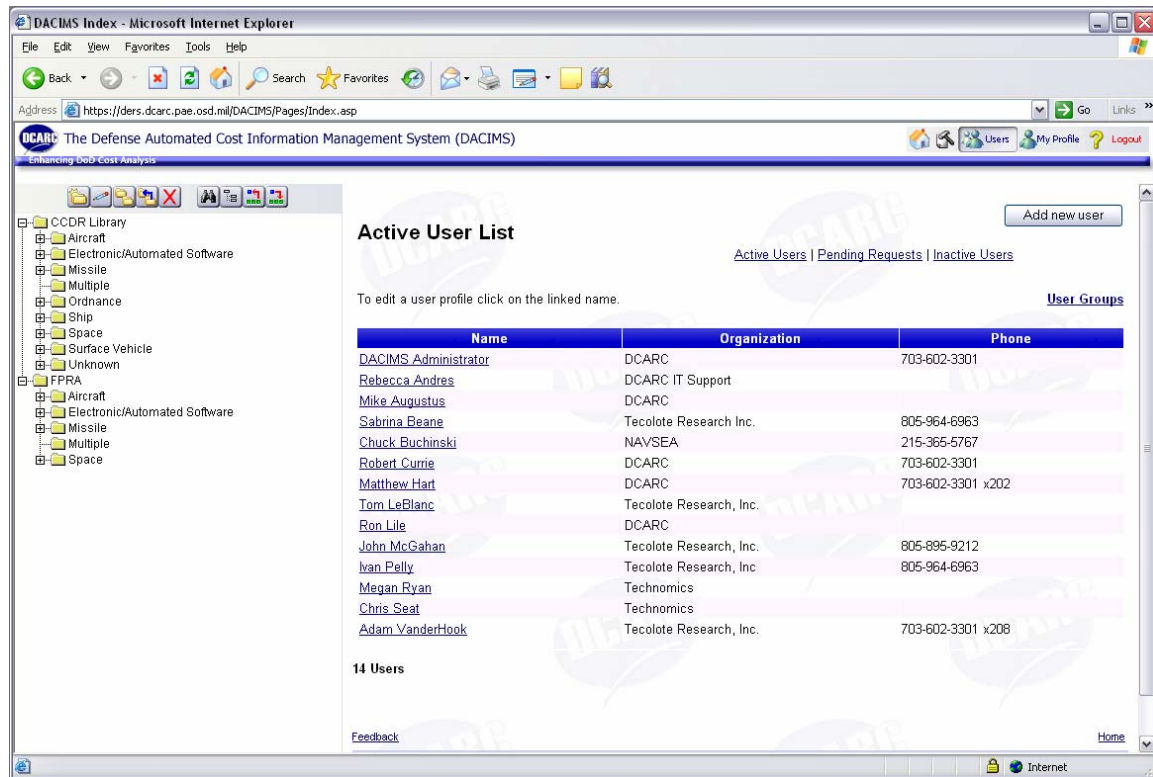 DACIMS Index - Microsoft Internet Explorer
File Edit View Favorites Tools Help
Back Search Favorites
Address https://ders.dcarc.pae.osd.mil/DACIMS/Pages/Index.asp Go Links »
DCARC The Defense Automated Cost Information Management System (DACIMS) Users My Profile ? Logout
Enhancing DoD Cost Analysis
CCDR Library
Aircraft
Electronic/Automated Software
Missile
Multiple
Ordnance
Ship
Space
Surface Vehicle
Unknown
FPRA
Aircraft
Electronic/Automated Software
Missile
Multiple
Space
Add new user
Active User List
Active Users | Pending Requests | Inactive Users
To edit a user profile click on the linked name. User Groups
Name Organization Phone
DACIMS Administrator DCARC 703-602-3301
Rebecca Andres DCARC IT Support
Mike Augustus DCARC
Sabrina Beane Tecolote Research Inc. 805-964-6963
Chuck Buchinski NAVSEA 215-365-5767
Robert Currie DCARC 703-602-3301
Matthew Hart DCARC 703-602-3301 x202
Tom LeBlanc Tecolote Research, Inc.
Ron Lile DCARC
John McGahan Tecolote Research, Inc. 805-895-9212
Ivan Pelly Tecolote Research, Inc 805-964-6963
Megan Ryan Technomics
Chris Seat Technomics
Adam VanderHook Tecolote Research, Inc. 703-602-3301 x208
14 Users
Feedback Home
Internet